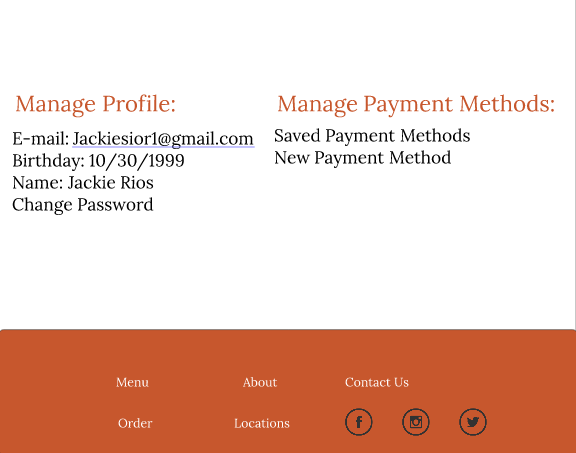 Manage Profile:
E-mail: Jackiesior1@gmail.com
Birthday: 10/30/1999
Name: Jackie Rios
Change Password
Manage Payment Methods:
Saved Payment Methods
New Payment Method
Menu About Contact Us
Order Locations